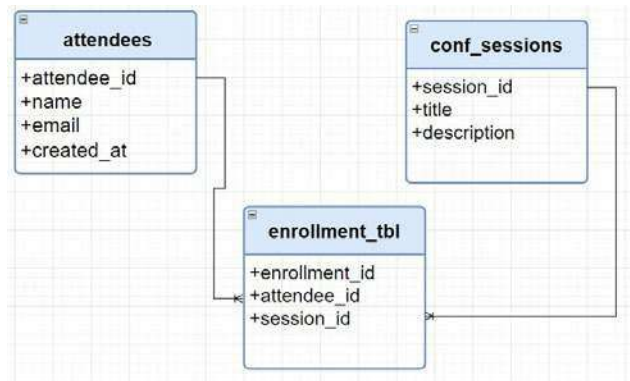 attendees
+attendee_id
+name
+email
+created_at
conf_sessions
+session_id
+title
+description
enrollment_tbl
+enrollment_id
+attendee_id
+session_id